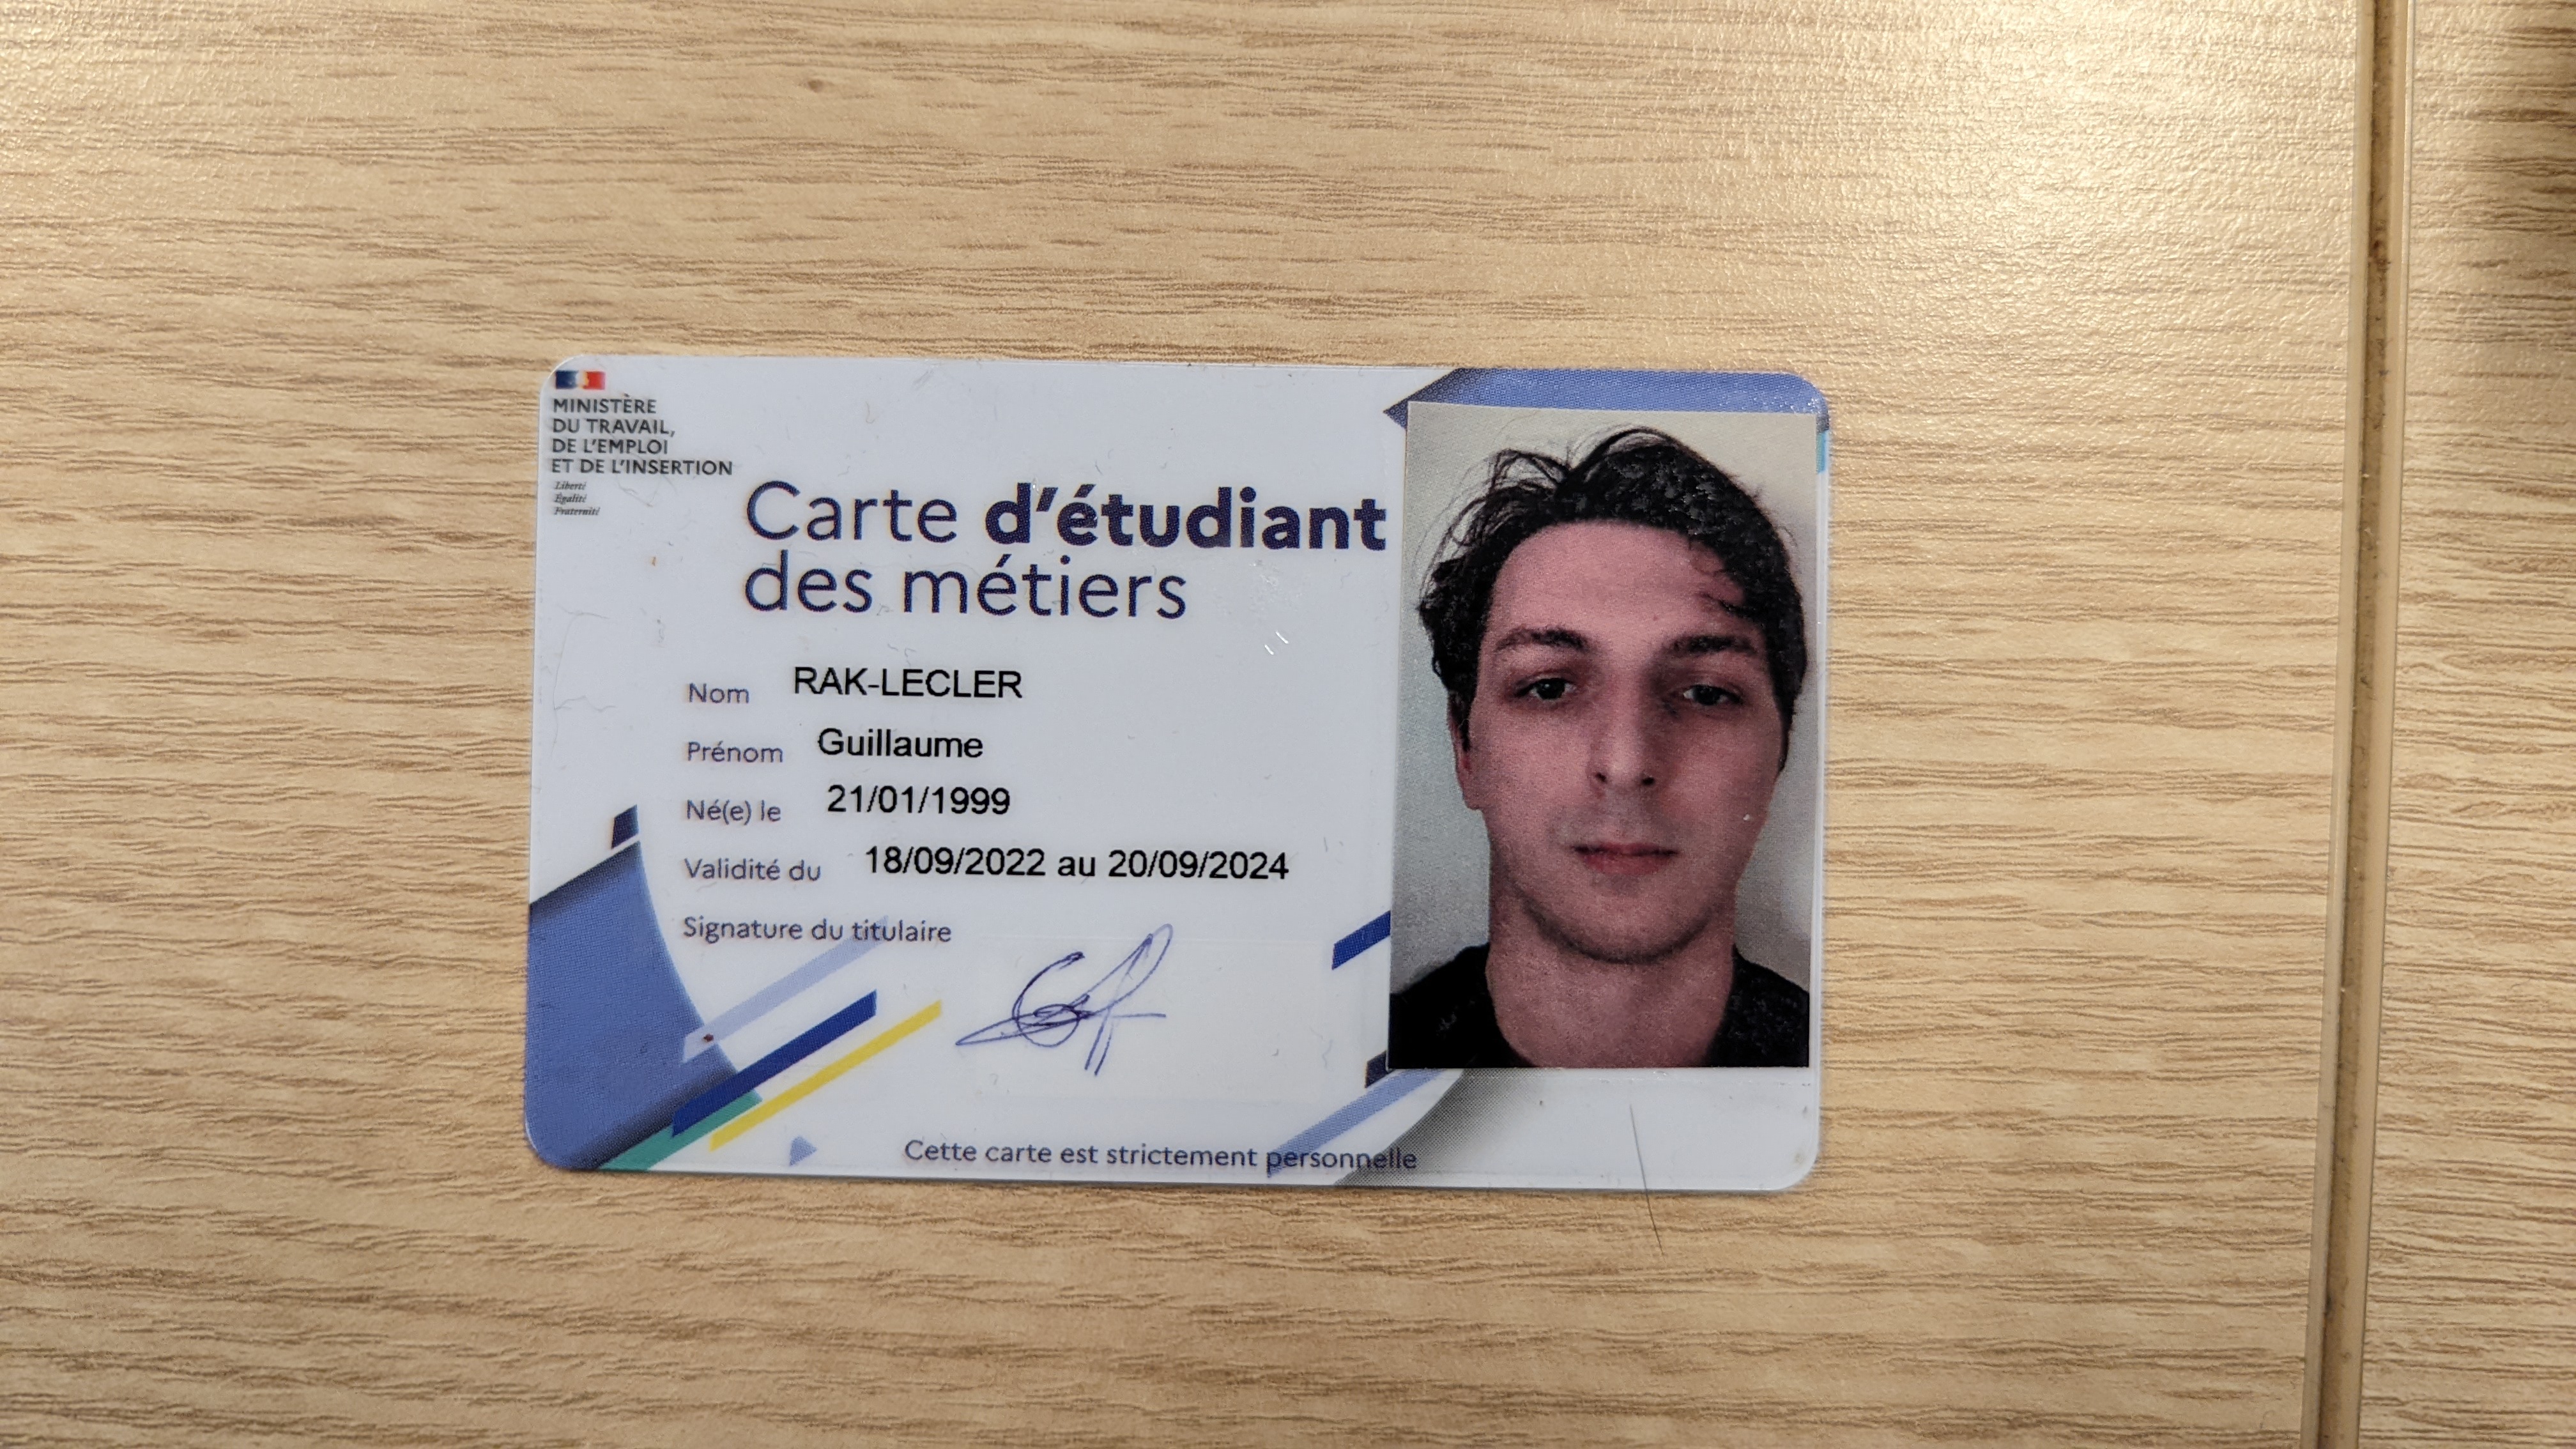 MINISTÈRE
DU TRAVAIL,
DE L'EMPLOI
ET DE L'INSERTION
Liberté
Égalité
Fraternité
Carte d'étudiant
des métiers
Nom RAK-LECLER
Prénom Guillaume
Né(e) le 21/01/1999
Validité du 18/09/2022 au 20/09/2024
Signature du titulaire
Cette carte est strictement personnelle